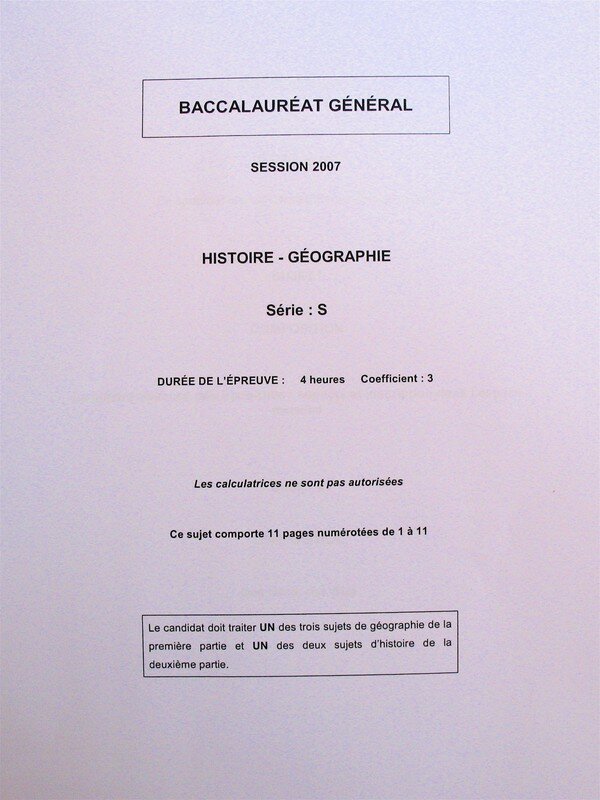 BACCALAURÉAT GÉNÉRAL
SESSION 2007
HISTOIRE - GÉOGRAPHIE
Série : S
DURÉE DE L'ÉPREUVE : 4 heures Coefficient : 3
Les calculatrices ne sont pas autorisées
Ce sujet comporte 11 pages numérotées de 1 à 11
Le candidat doit traiter UN des trois sujets de géographie de la
première partie et UN des deux sujets d'histoire de la
deuxième partie.